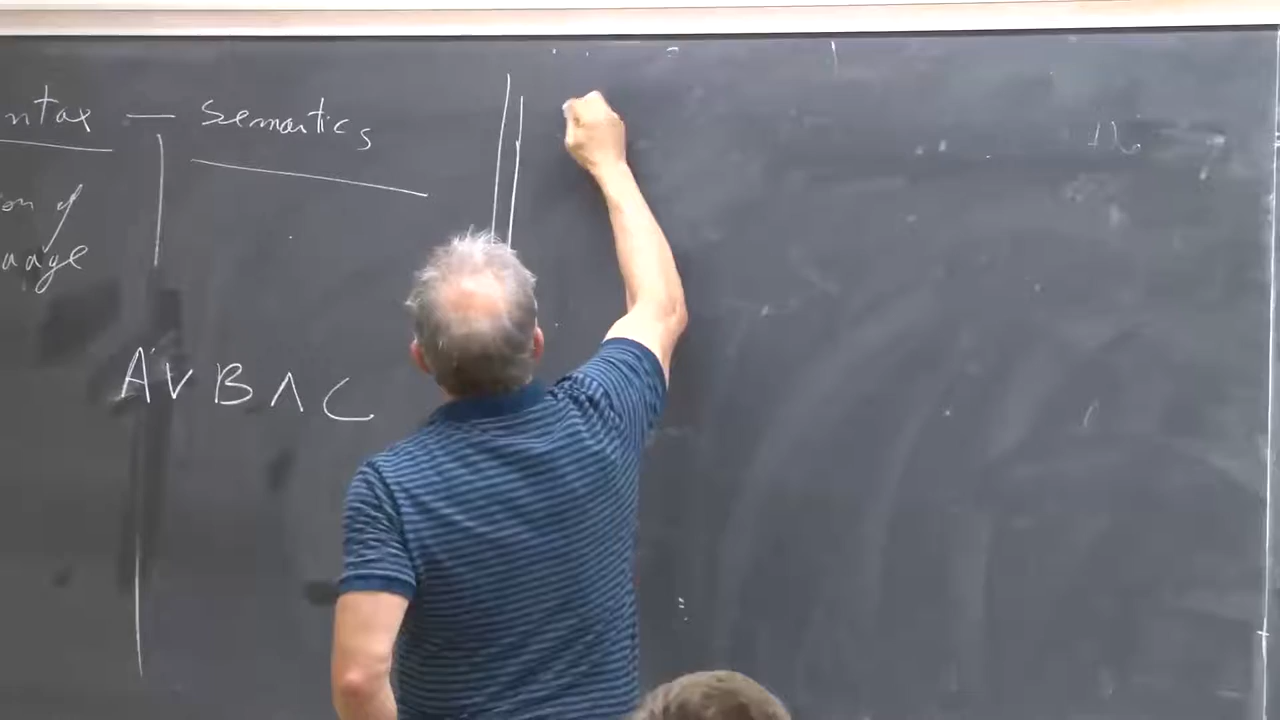 ntax — semantics
on of
uage
A ∨ B ∧ C